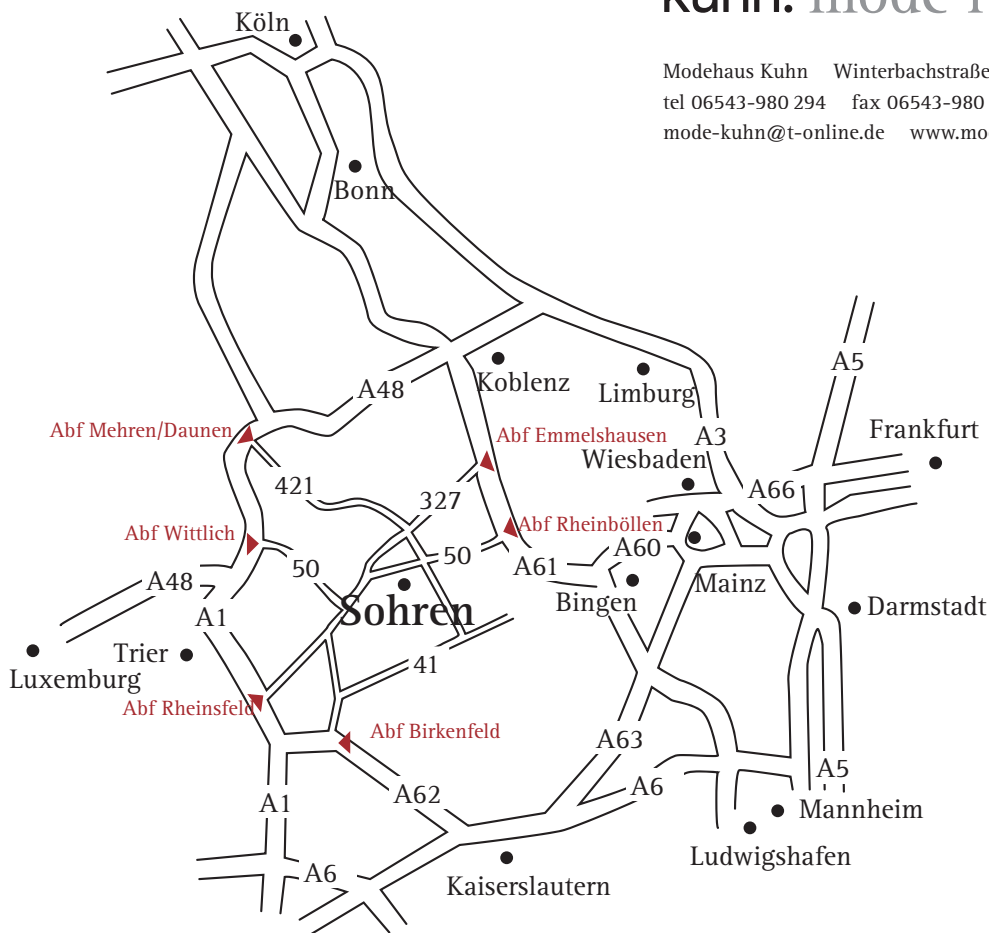 Kuhn. mode
Köln
Modehaus Kuhn Winterbachstraße
tel 06543-980 294 fax 06543-980
mode-kuhn@t-online.de
Bonn
A5
Koblenz
A48
Limburg
Abf Mehren/Daunen
Abf Emmelshausen
A3
Frankfurt
Wiesbaden
421
327
A66
Abf Wittlich
Abf Rheinböllen
A60
50
50
A61
A48
Mainz
Bingen
Sohren
A1
Darmstadt
Trier
41
Luxemburg
Abf Rheinsfeld
Abf Birkenfeld
A63
A5
A62
A6
A1
Mannheim
Ludwigshafen
A6
Kaiserslautern